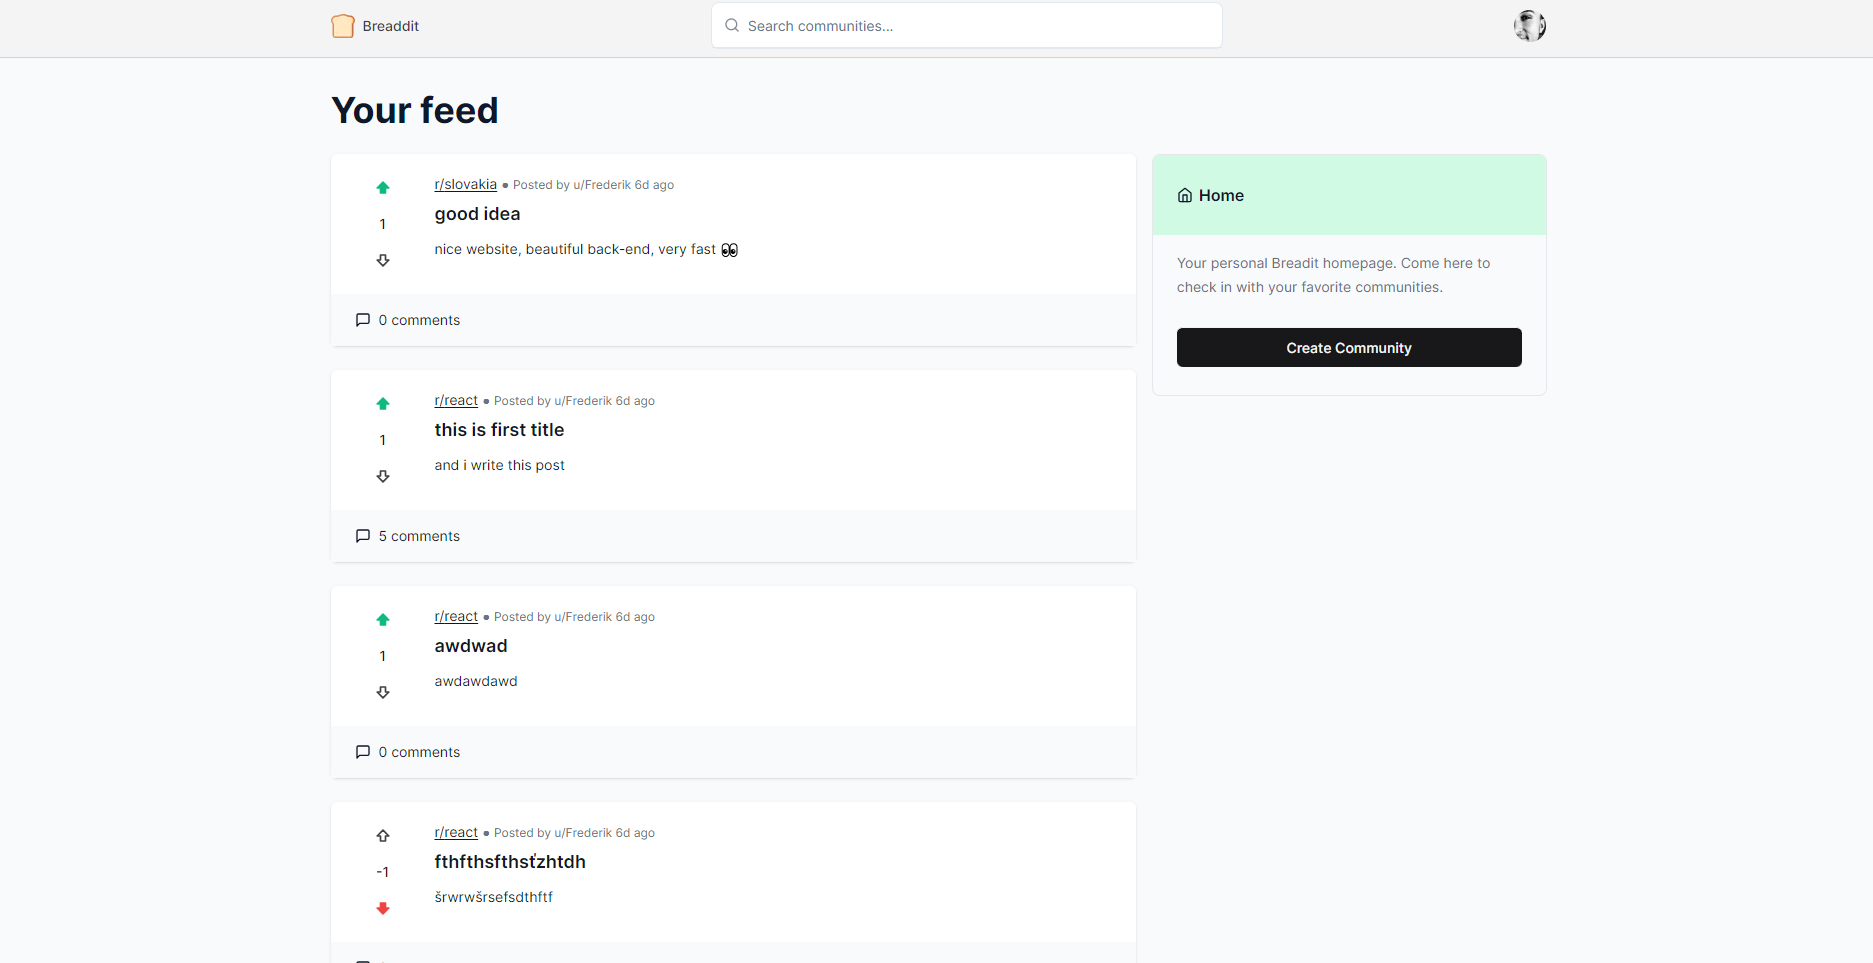 Breaddit
Search communities...
Your feed
r/slovakia • Posted by u/Frederik 6d ago
good idea
1
nice website, beautiful back-end, very fast 👀
0 comments
Home
Your personal Breadit homepage. Come here to
check in with your favorite communities.
Create Community
r/react • Posted by u/Frederik 6d ago
this is first title
1
and i write this post
5 comments
r/react • Posted by u/Frederik 6d ago
awdwad
1
awdawdawd
0 comments
r/react • Posted by u/Frederik 6d ago
fthfthsfthsťzhtdh
-1
šrwrwšrsefsdthftf